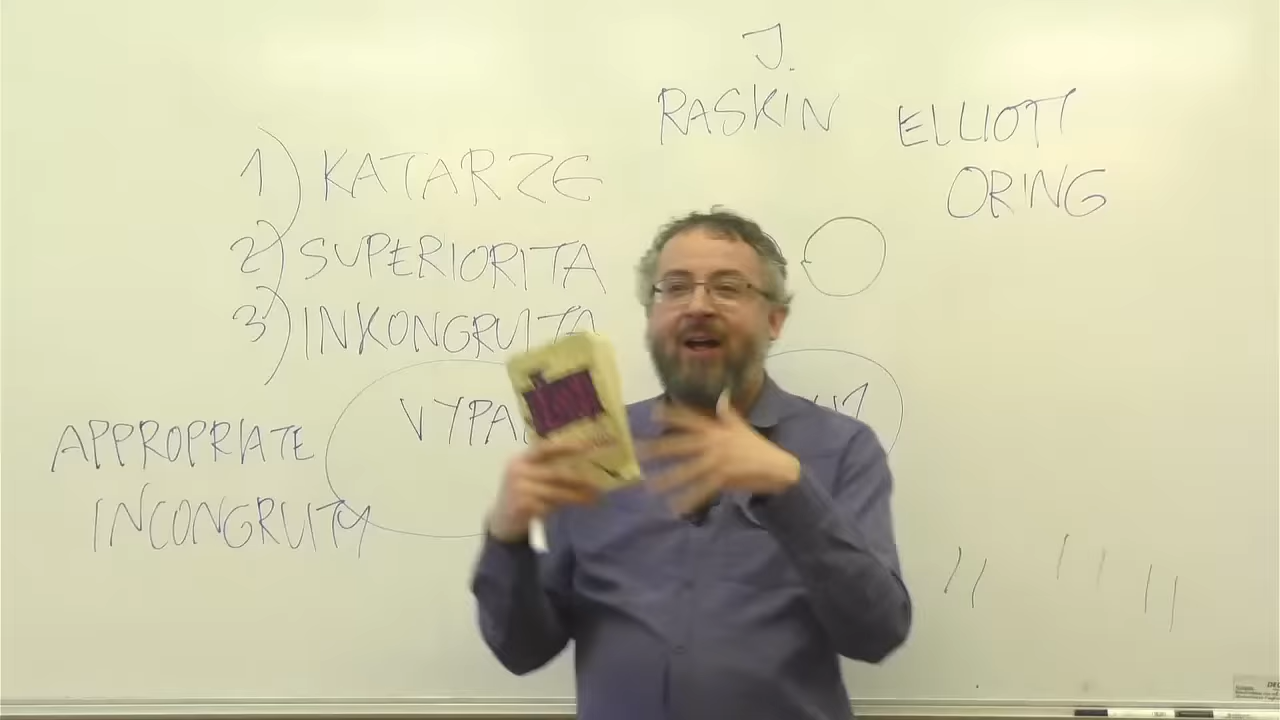 J.
RASKIN
ELLIOTT
ORING
1) KATARZE
2) SUPERIORITA
3) INKONGRUITA
APPROPRIATE
INCONGRUITY